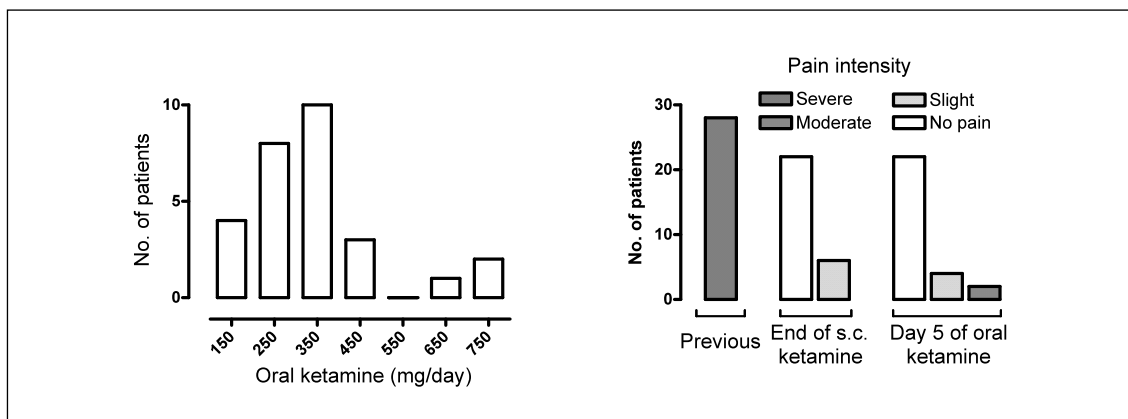 10
5
0
No. of patients
150 250 350 450 550 650 750
Oral ketamine (mg/day)
Pain intensity
Severe Slight
Moderate No pain
30
20
10
0
No. of patients
Previous
End of s.c.
ketamine
Day 5 of oral
ketamine